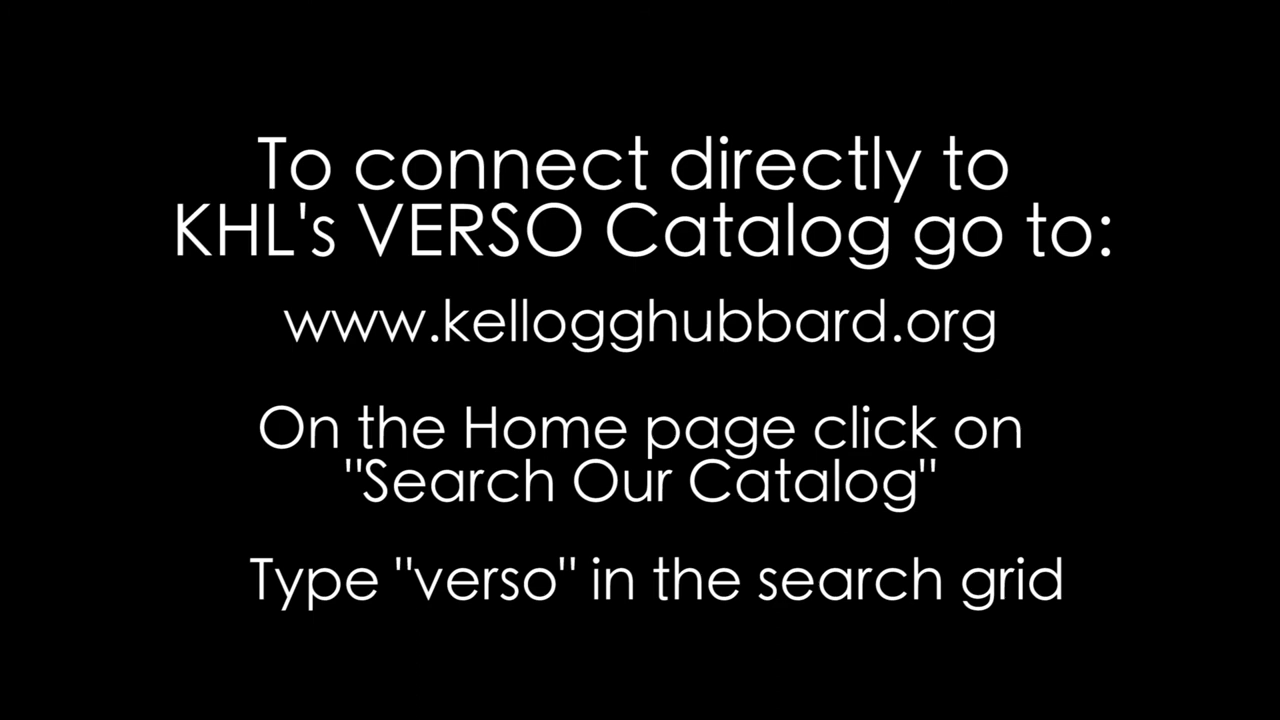 To connect directly to
KHL's VERSO Catalog go to:
www.kellogghubbard.org
On the Home page click on
"Search Our Catalog"
Type "verso" in the search grid